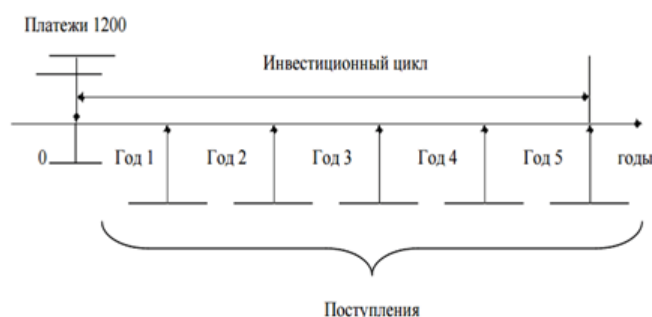 Платежи 1200
Инвестиционный цикл
0 Год 1 Год 2 Год 3 Год 4 Год 5 годы
Поступления